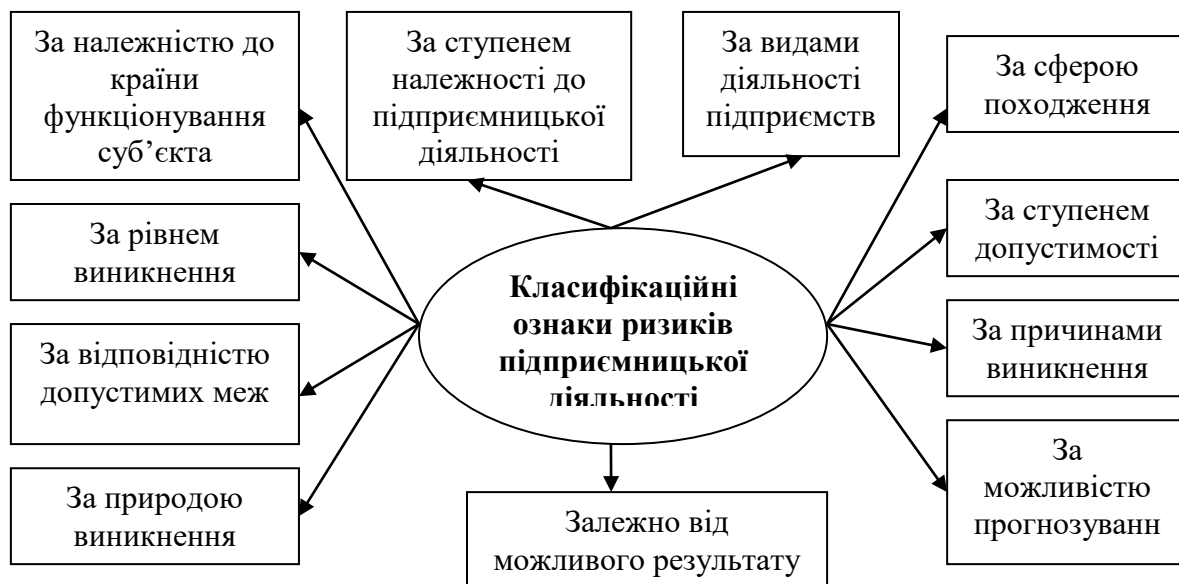 За належністю до
країни
функціонування
суб’єкта
За ступенем
належності до
підприємницької
діяльності
За видами
діяльності
підприємств
За сферою
походження
За рівнем
виникнення
За ступенем
допустимості
Класифікаційні
ознаки ризиків
підприємницької
діяльності
За відповідністю
допустимих меж
За причинами
виникнення
За природою
виникнення
Залежно від
можливого результату
За
можливістю
прогнозуванн